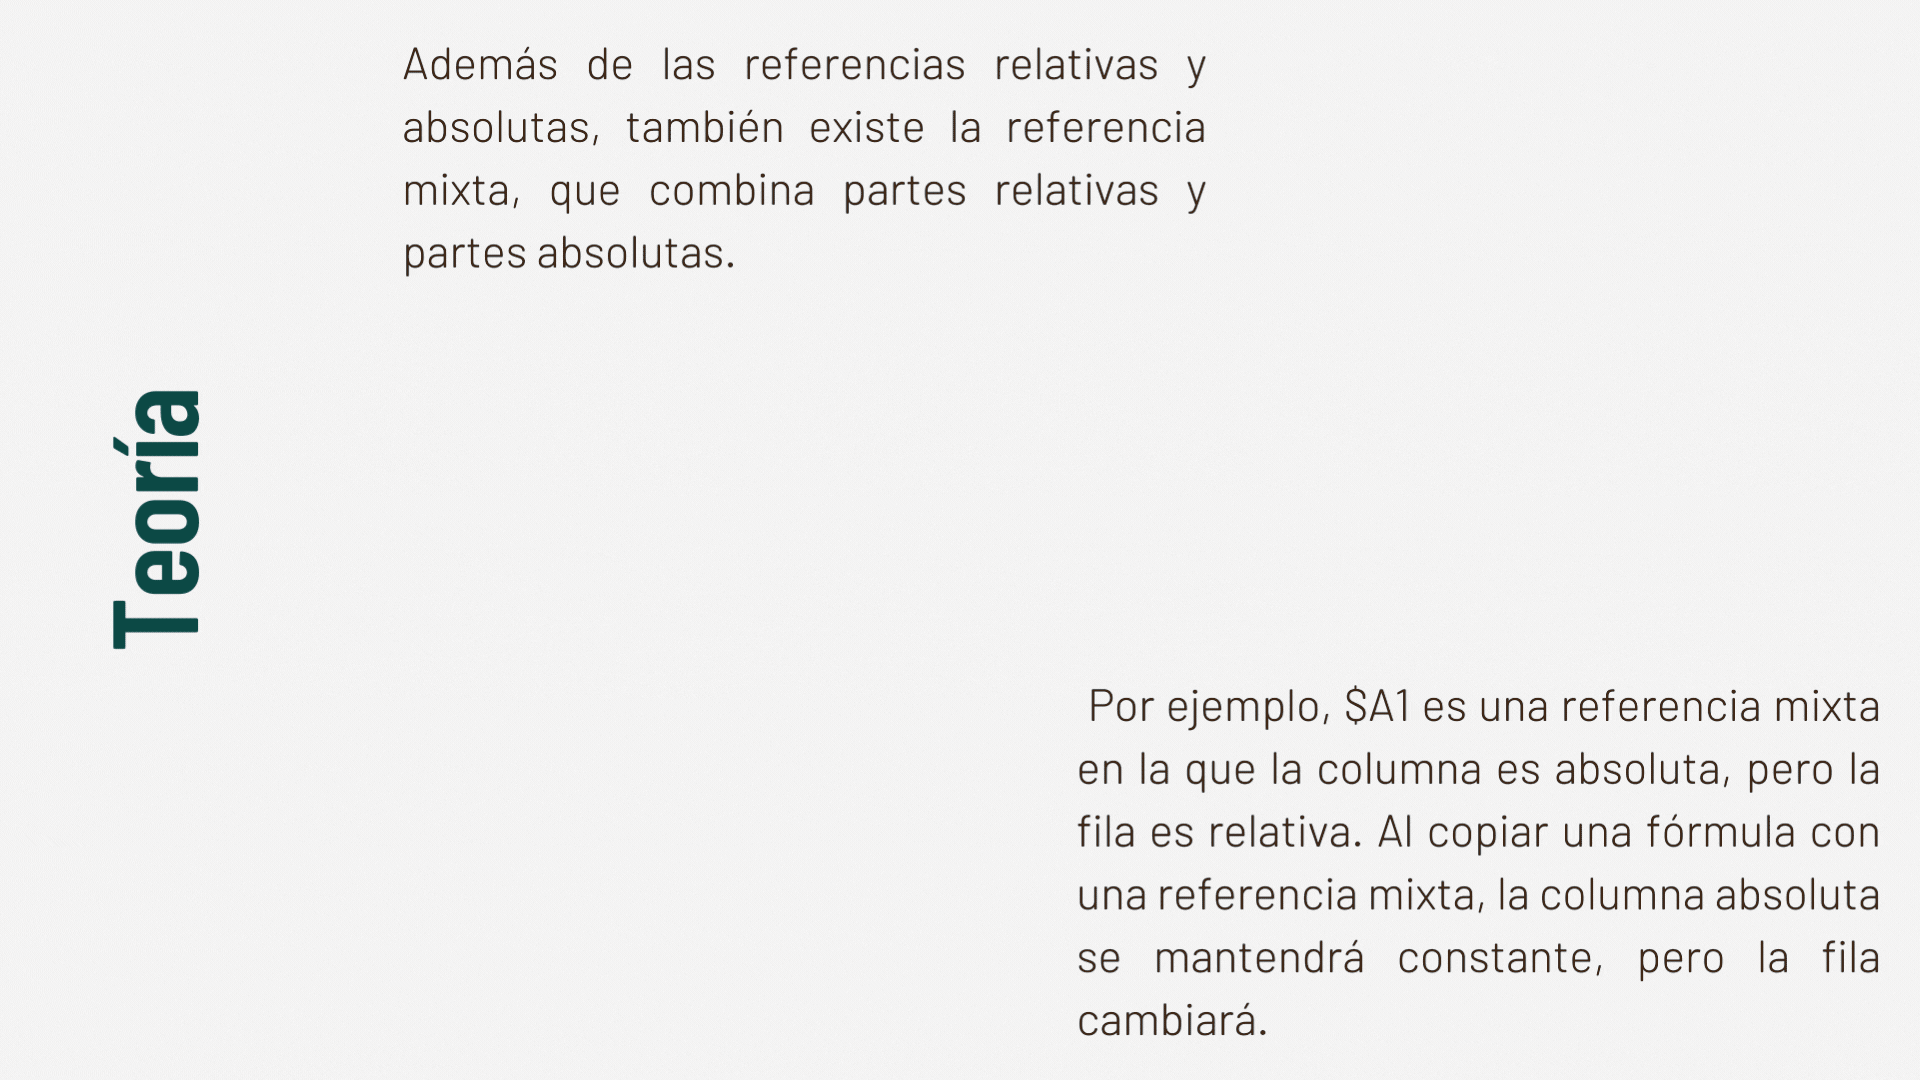 Además de las referencias relativas y
absolutas, también existe la referencia
mixta, que combina partes relativas y
partes absolutas.
Teoría
Por ejemplo, $A1 es una referencia mixta
en la que la columna es absoluta, pero la
fila es relativa. Al copiar una fórmula con
una referencia mixta, la columna absoluta
se mantendrá constante, pero la fila
cambiará.